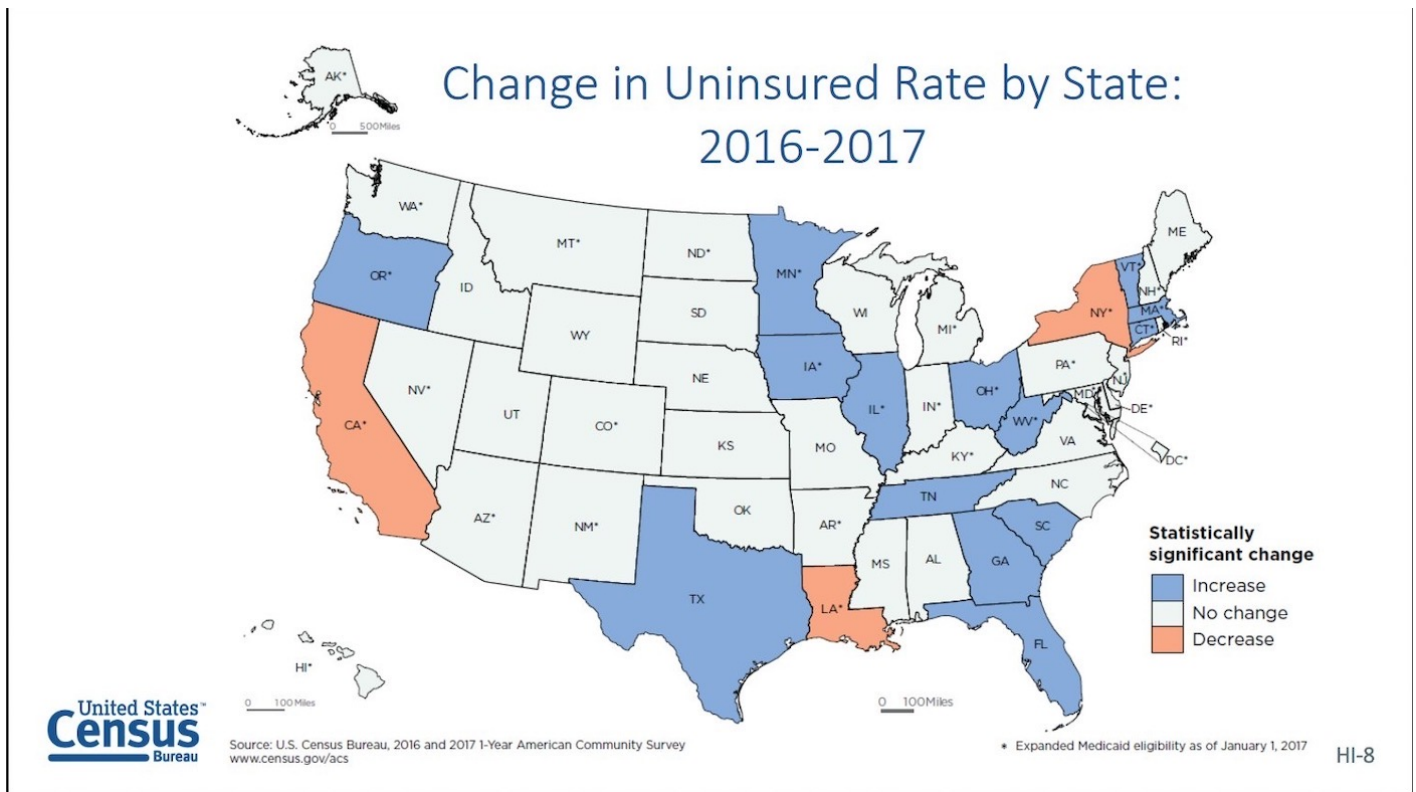 Change in Uninsured Rate by State:
2016-2017
AK*
0 500Miles
WA*
MT*
ND*
MN*
ME
OR*
ID
SD
WI
MI*
VT*
NH*
NY*
MA*
CT*
RI*
WY
IA*
PA*
NJ*
NV*
NE
IL*
IN*
OH*
MD*
DE*
UT
CO*
WV*
VA
DC*
CA*
KS
MO
KY*
NC
AZ*
NM*
OK
AR*
TN
SC
MS
AL
GA
TX
LA*
FL
HI*
0 100Miles
0 100Miles
Statistically
significant change
Increase
No change
Decrease
United States™
Census
Bureau
Source: U.S. Census Bureau, 2016 and 2017 1-Year American Community Survey
www.census.gov/acs
* Expanded Medicaid eligibility as of January 1, 2017
HI-8